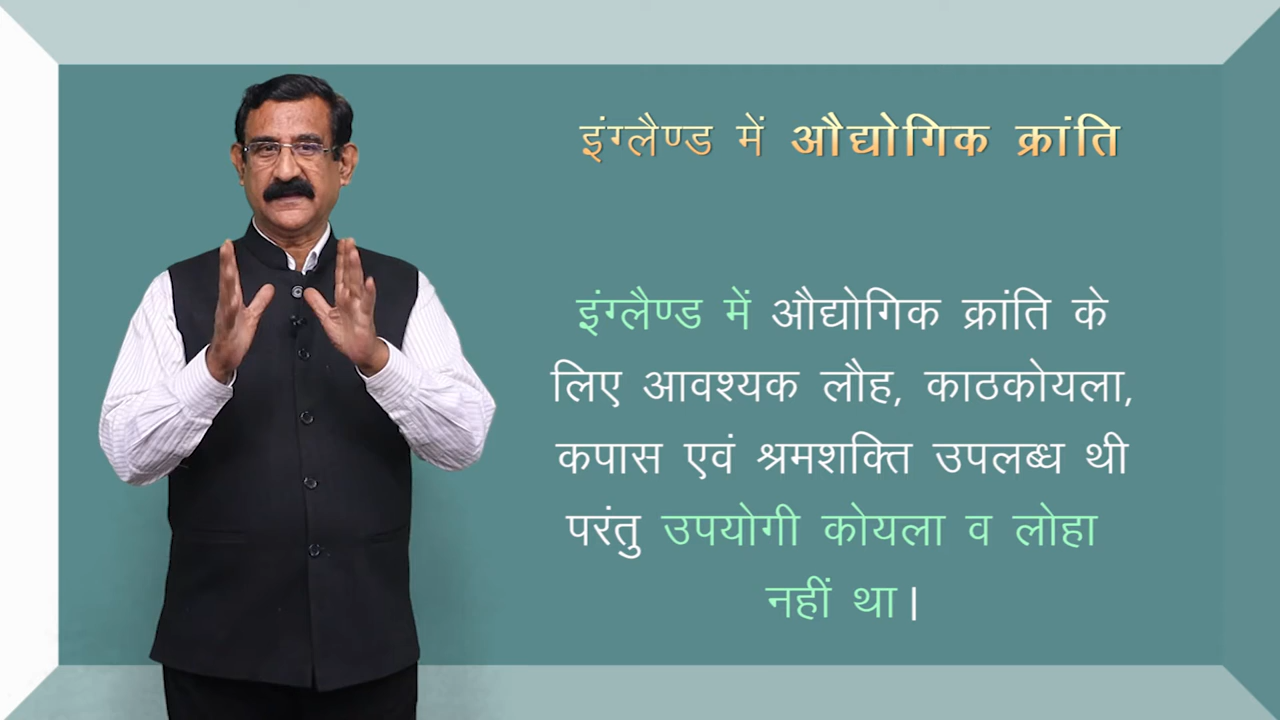 इंग्लैण्ड में औद्योगिक क्रांति
इंग्लैण्ड में औद्योगिक क्रांति के
लिए आवश्यक लौह, काठकोयला,
कपास एवं श्रमशक्ति उपलब्ध थी
परंतु उपयोगी कोयला व लोहा
नहीं था।